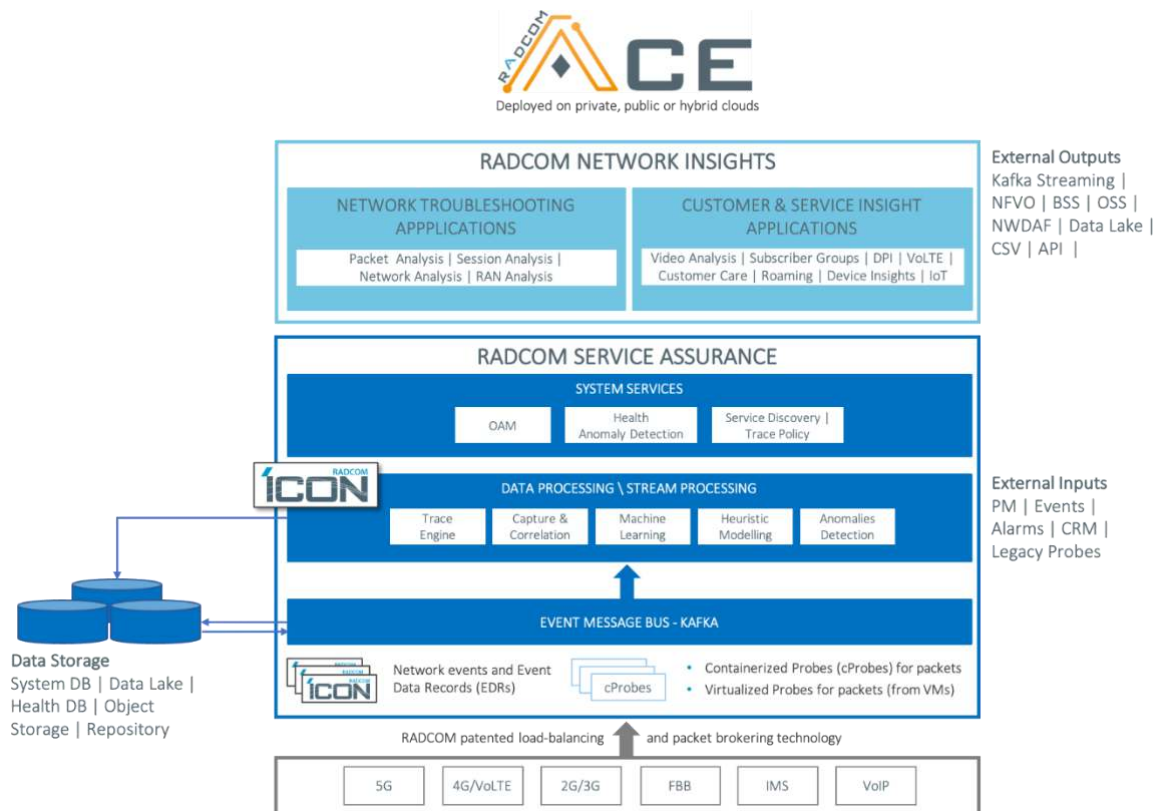 RADCOM
ACE
Deployed on private, public or hybrid clouds
RADCOM NETWORK INSIGHTS
NETWORK TROUBLESHOOTING
APPPLICATIONS
Packet Analysis | Session Analysis |
Network Analysis | RAN Analysis
CUSTOMER & SERVICE INSIGHT
APPLICATIONS
Video Analysis | Subscriber Groups | DPI | VoLTE |
Customer Care | Roaming | Device Insights | IoT
External Outputs
Kafka Streaming |
NFVO | BSS | OSS |
NWDAF | Data Lake |
CSV | API |
RADCOM SERVICE ASSURANCE
SYSTEM SERVICES
OAM
Health
Anomaly Detection
Service Discovery |
Trace Policy
RADCOM
ICON
DATA PROCESSING \ STREAM PROCESSING
Trace
Engine
Capture &
Correlation
Machine
Learning
Heuristic
Modelling
Anomalies
Detection
External Inputs
PM | Events |
Alarms | CRM |
Legacy Probes
EVENT MESSAGE BUS - KAFKA
Data Storage
System DB | Data Lake |
Health DB | Object
Storage | Repository
RADCOM
ICON
Network events and Event
Data Records (EDRs)
cProbes
• Containerized Probes (cProbes) for packets
• Virtualized Probes for packets (from VMs)
RADCOM patented load-balancing and packet brokering technology
5G
4G/VoLTE
2G/3G
FBB
IMS
VoIP